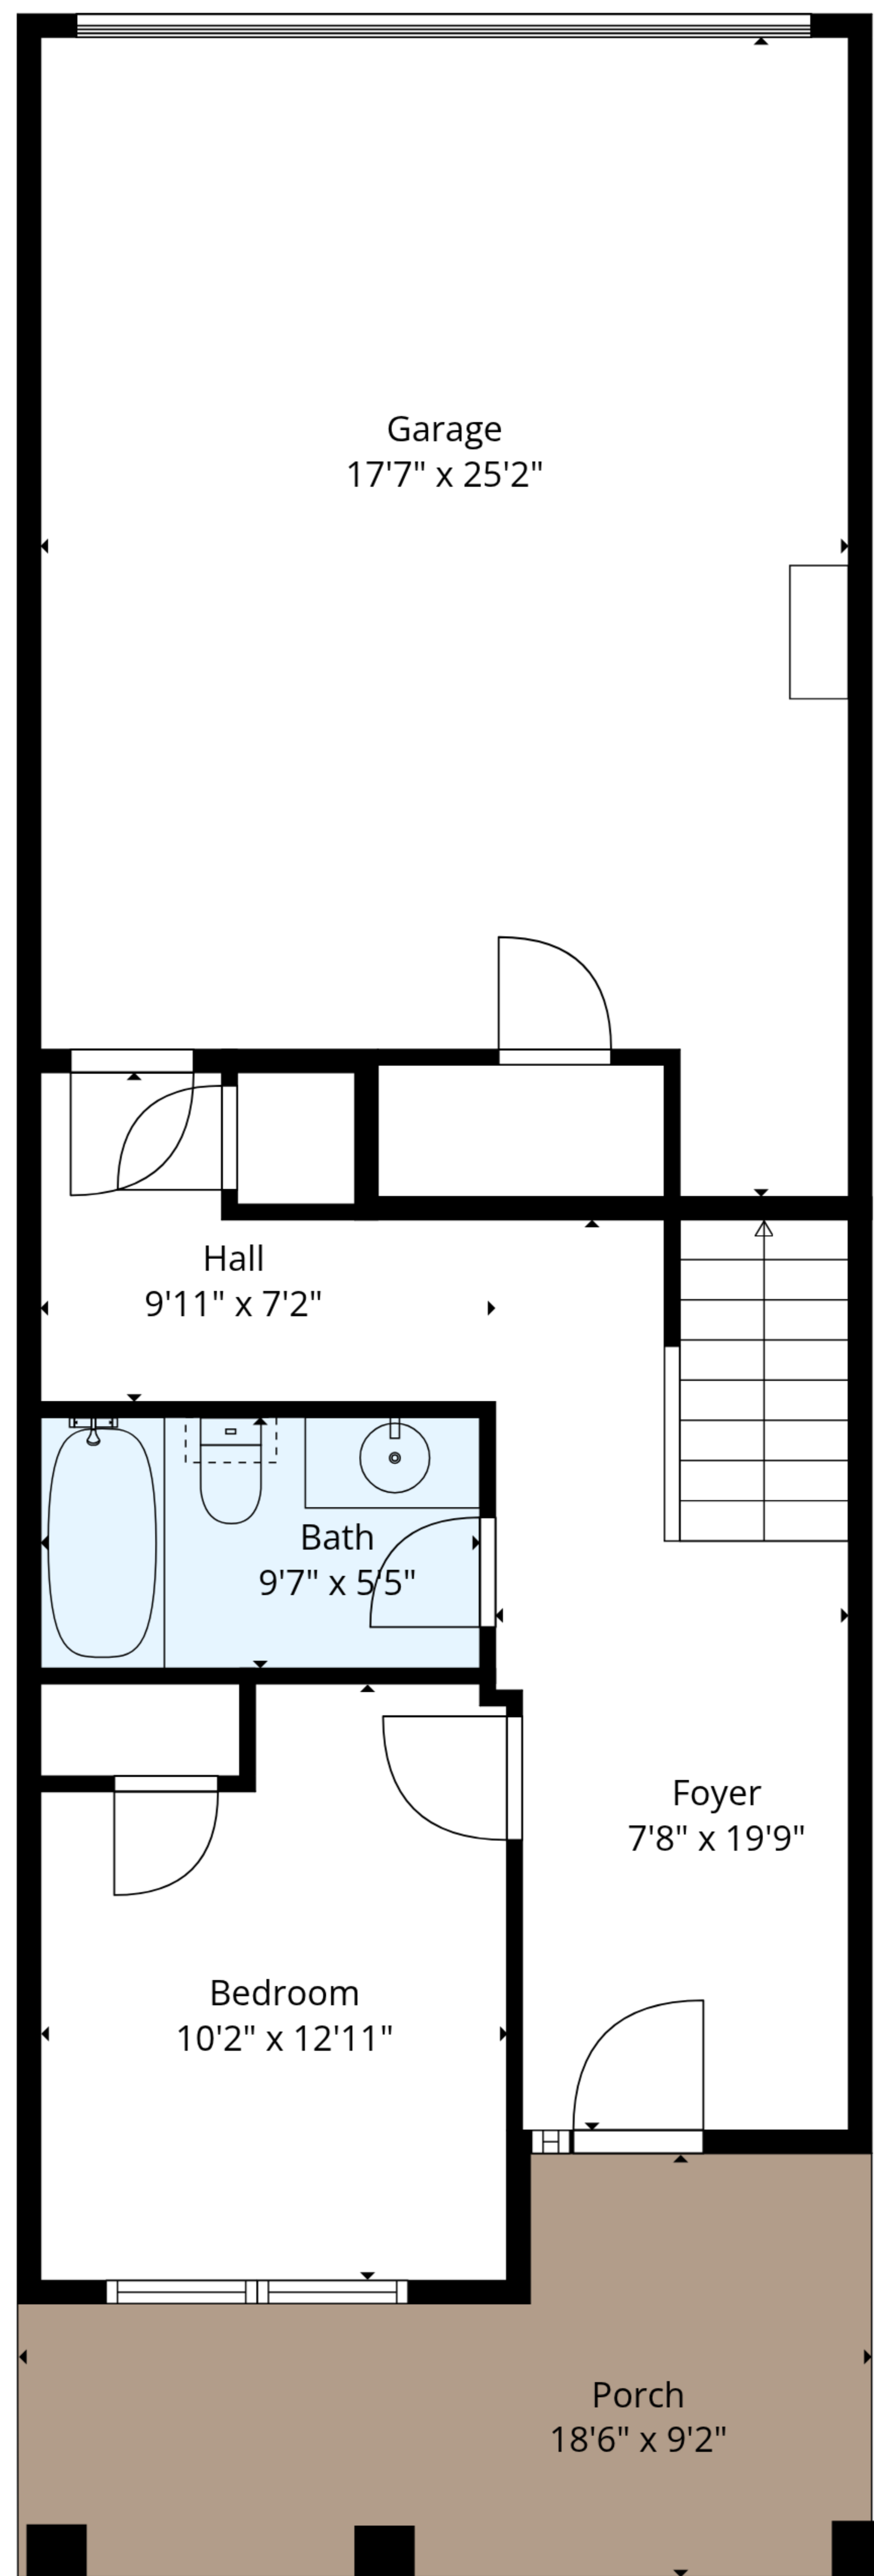 Garage
17'7" x 25'2"
Hall
9'11" x 7'2"
Bath
9'7" x 5'5"
Foyer
7'8" x 19'9"
Bedroom
10'2" x 12'11"
Porch
18'6" x 9'2"